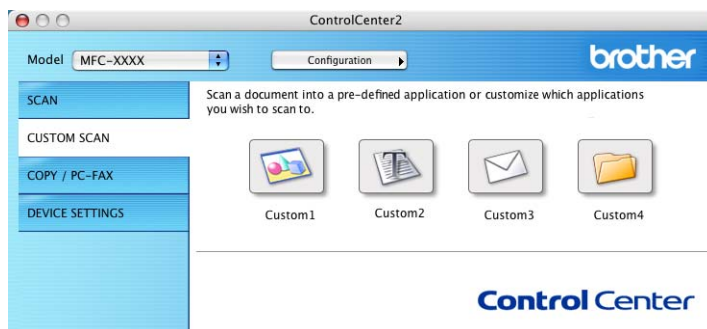 ControlCenter2
Model MFC-XXXX Configuration brother
SCAN
CUSTOM SCAN
COPY / PC-FAX
DEVICE SETTINGS
Scan a document into a pre-defined application or customize which applications
you wish to scan to.
Custom1 Custom2 Custom3 Custom4
Control Center